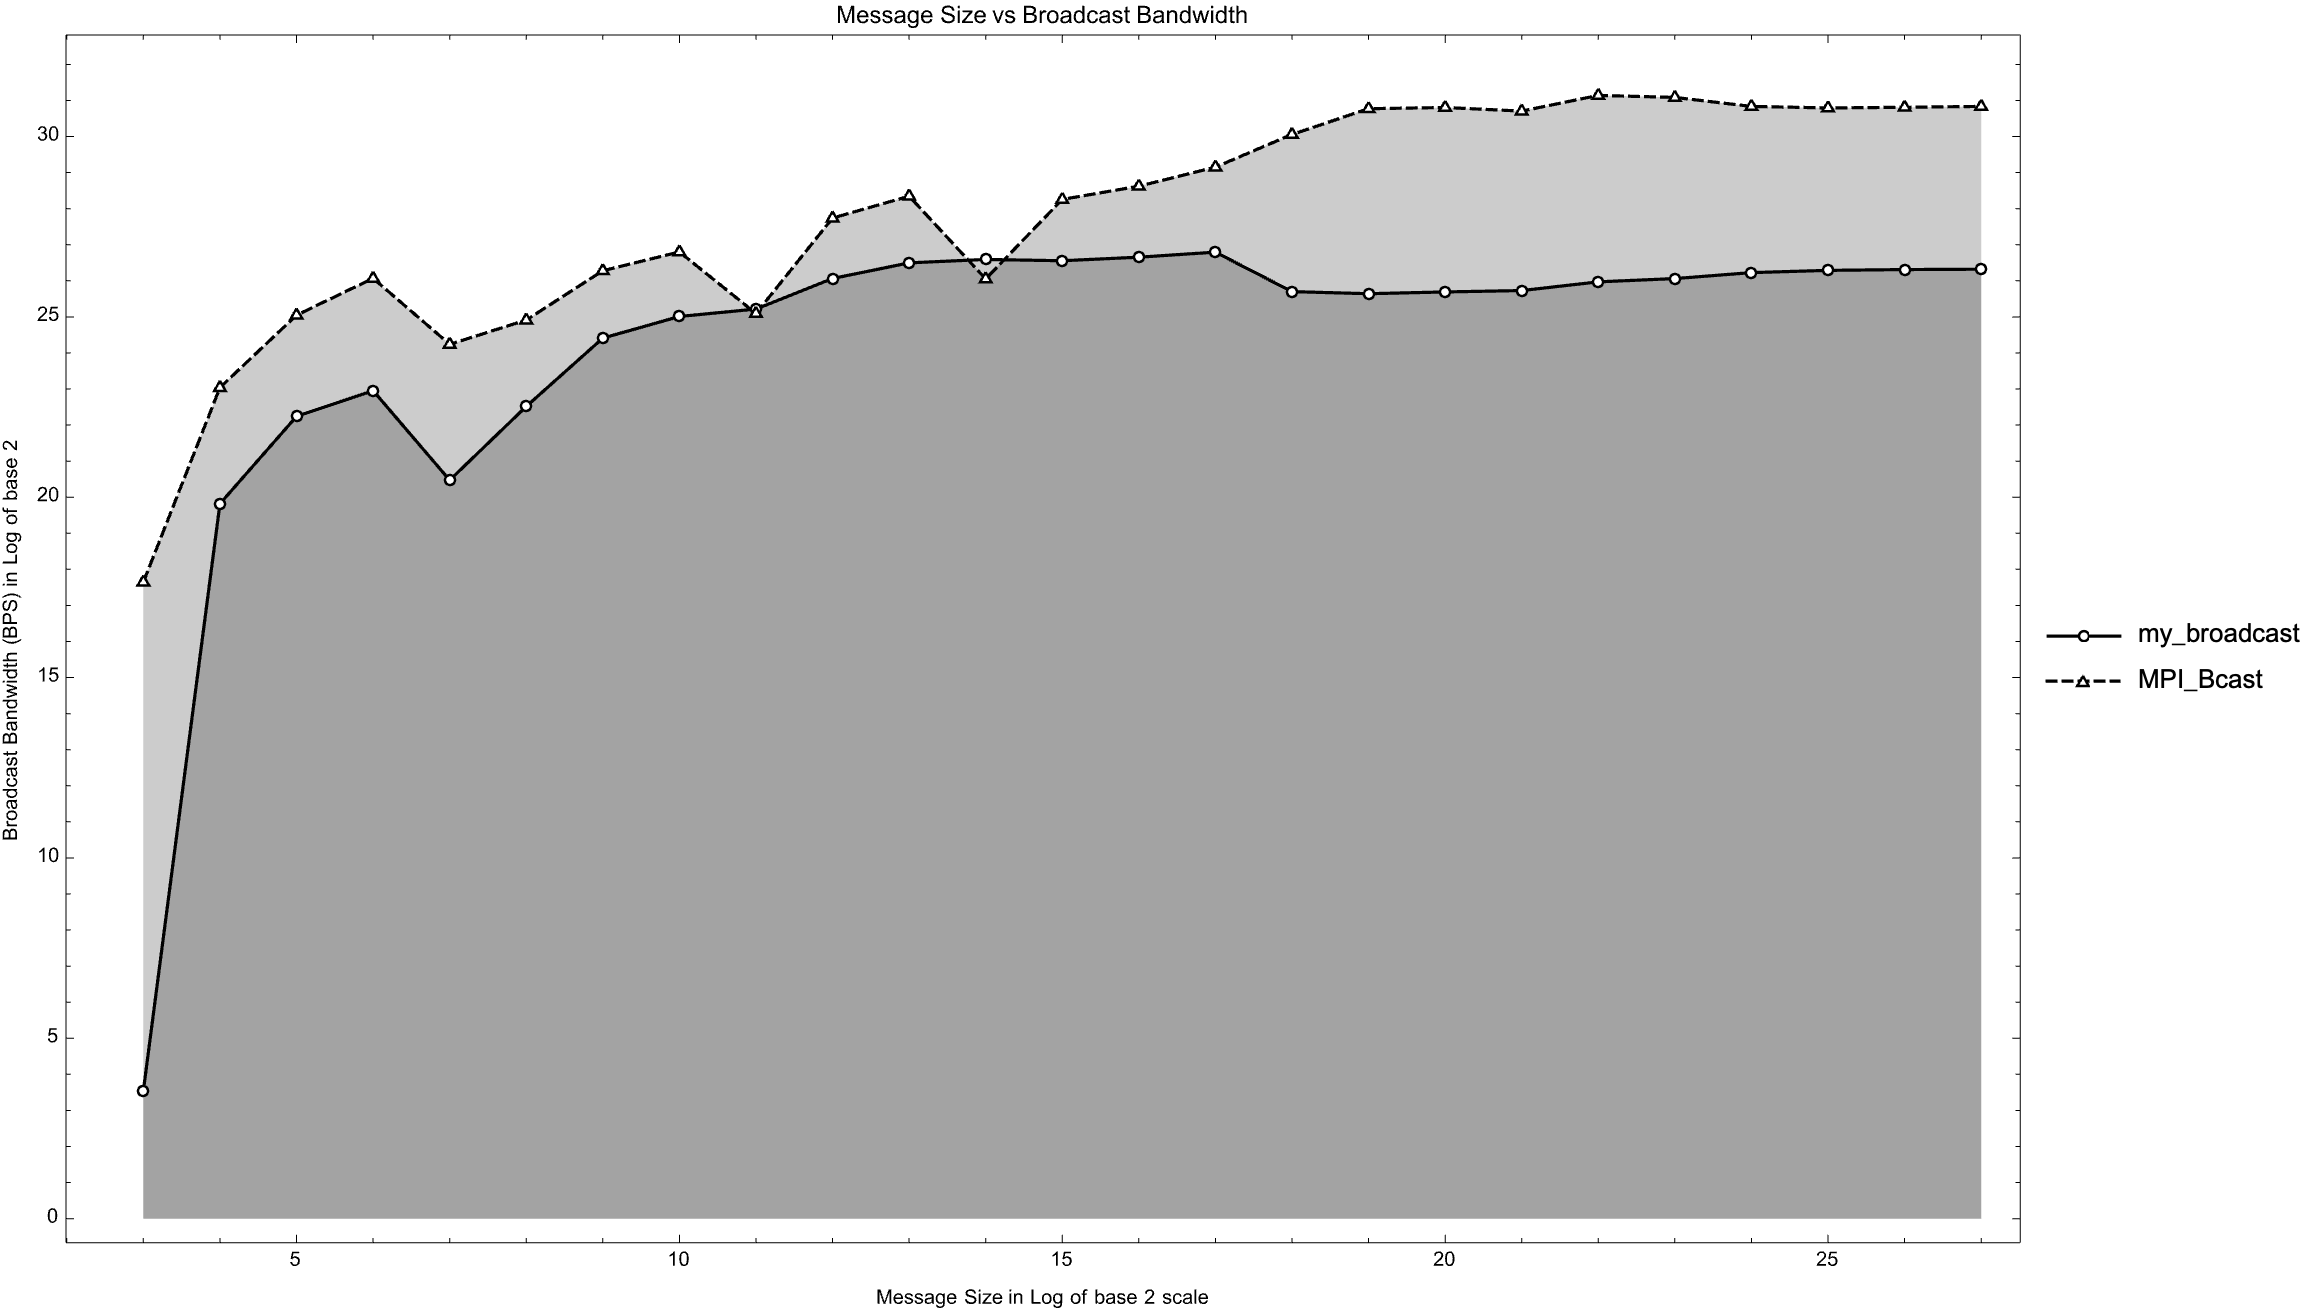 Message Size vs Broadcast Bandwidth
Broadcast Bandwidth (BPS) in Log of base 2
30
25
20
15
10
5
0
5 10 15 20 25
Message Size in Log of base 2 scale
my_broadcast
MPI_Bcast